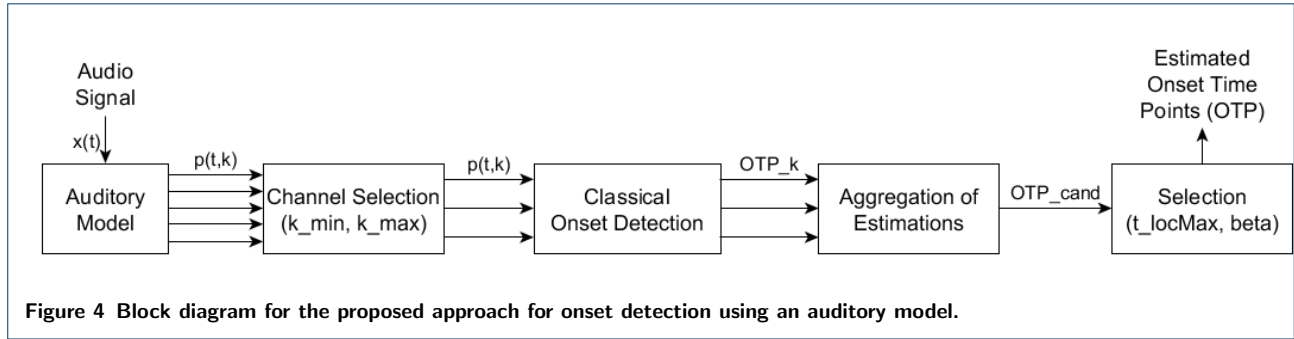 Audio
Signal
x(t)
Auditory
Model
p(t,k)
Channel Selection
(k_min, k_max)
p(t,k)
Classical
Onset Detection
OTP_k
Aggregation of
Estimations
OTP_cand
Selection
(t_locMax, beta)
Estimated
Onset Time
Points (OTP)
Figure 4 Block diagram for the proposed approach for onset detection using an auditory model.